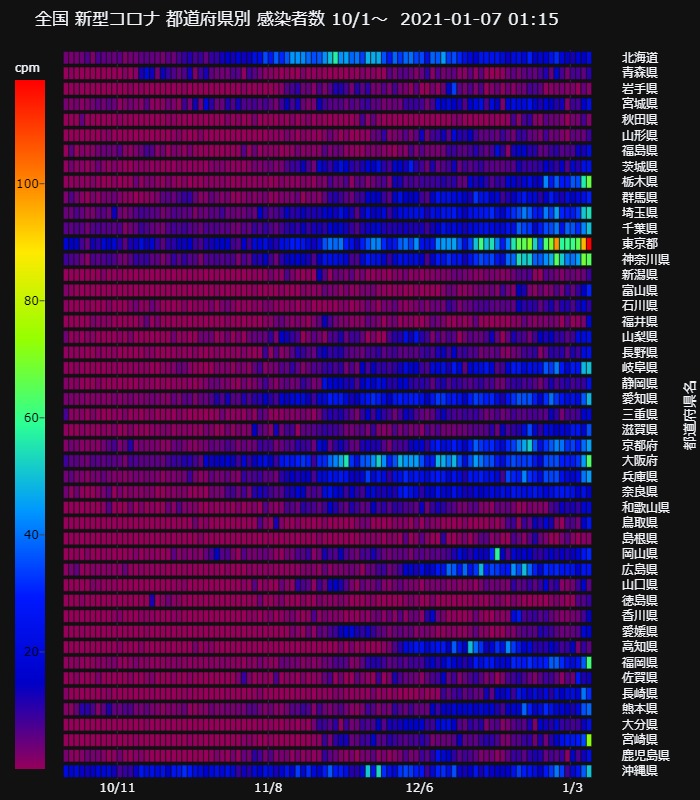 全国 新型コロナ 都道府県別 感染者数 10/1～ 2021-01-07 01:15
cpm
100
80
60
40
20
北海道
青森県
岩手県
宮城県
秋田県
山形県
福島県
茨城県
栃木県
群馬県
埼玉県
千葉県
東京都
神奈川県
新潟県
富山県
石川県
福井県
山梨県
長野県
岐阜県
静岡県
愛知県
三重県
滋賀県
京都府
大阪府
兵庫県
奈良県
和歌山県
鳥取県
島根県
岡山県
広島県
山口県
徳島県
香川県
愛媛県
高知県
福岡県
佐賀県
長崎県
熊本県
大分県
宮崎県
鹿児島県
沖縄県
都道府県名
10/11 11/8 12/6 1/3